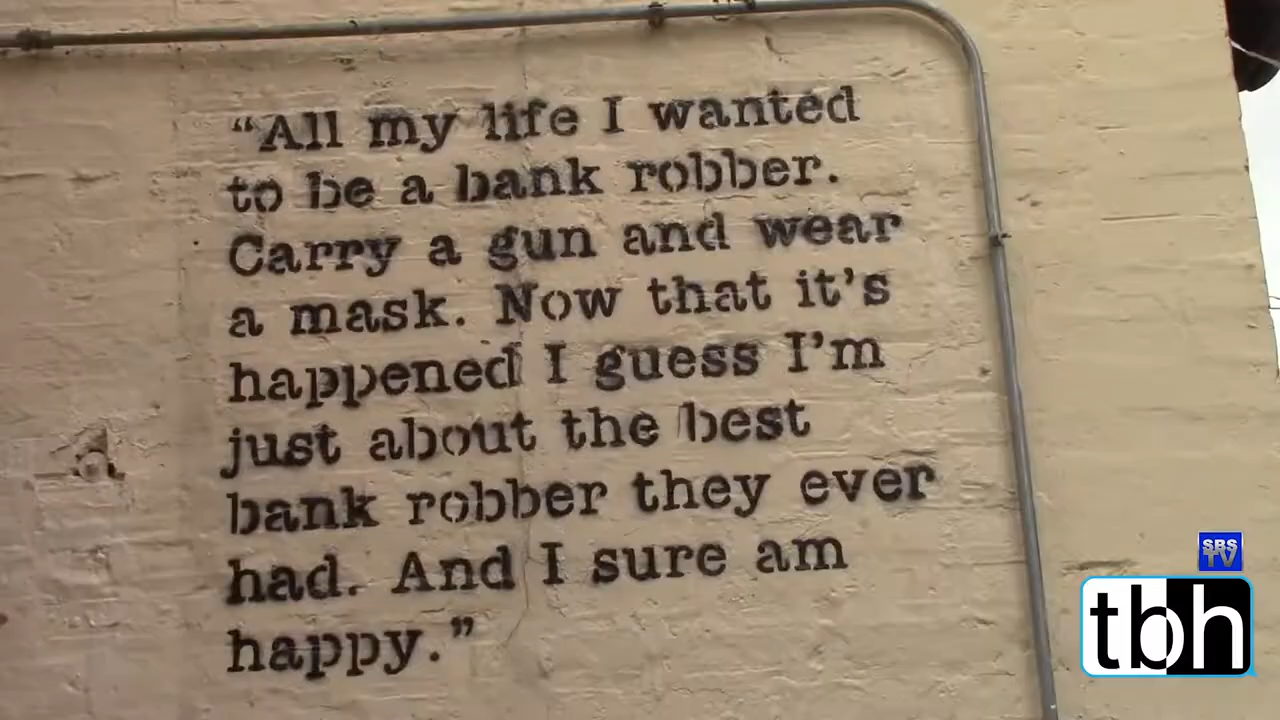 “All my life I wanted
to be a bank robber.
Carry a gun and wear
a mask. Now that it’s
happened I guess I’m
just about the best
bank robber they ever
had. And I sure am
happy.”
SBS
TV
tbh